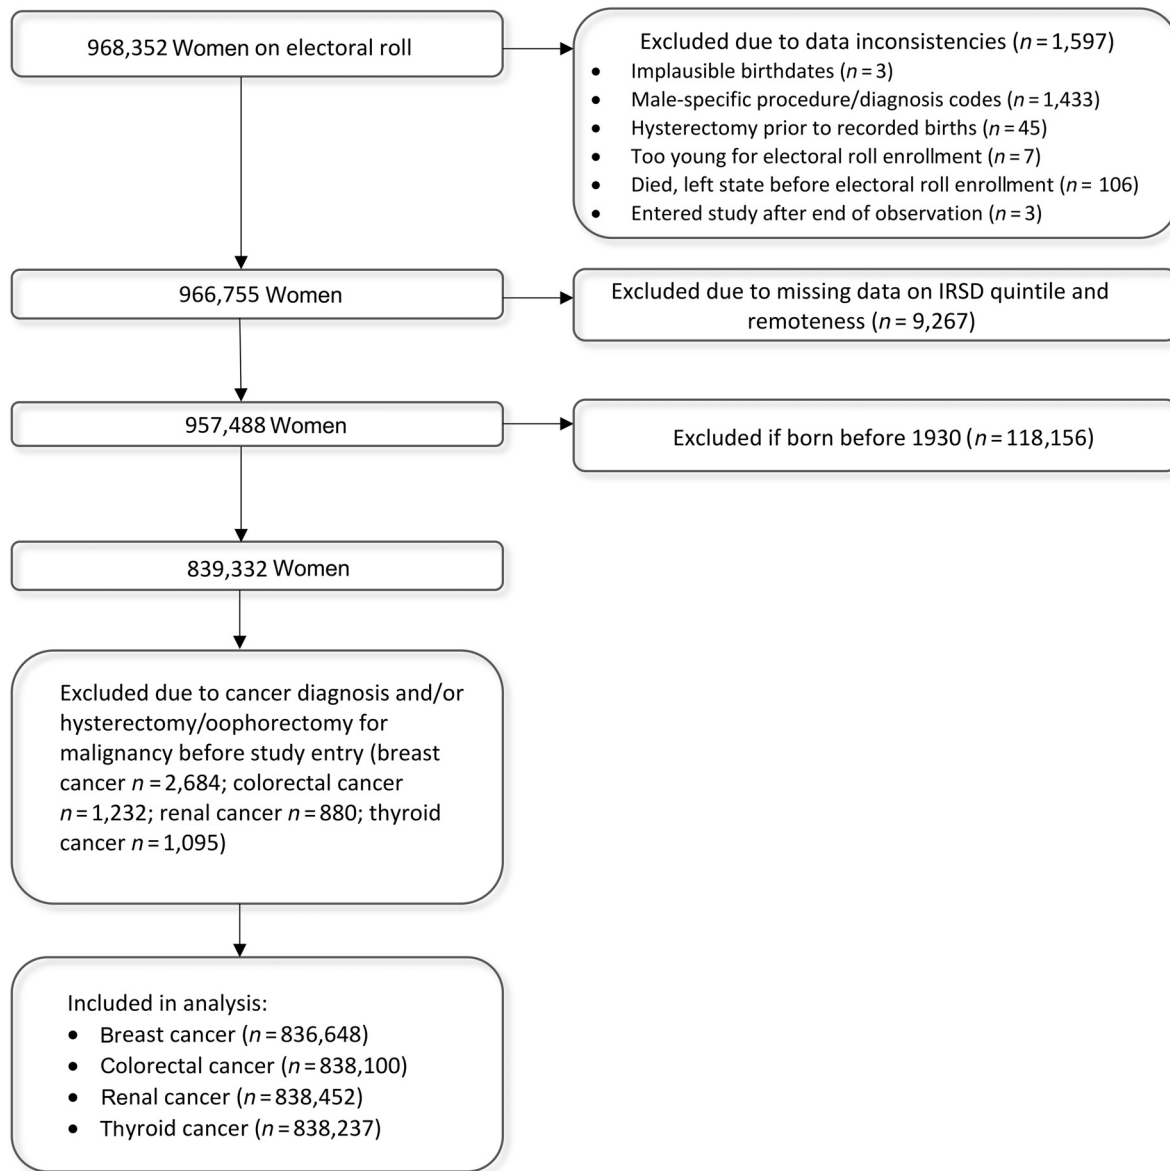 968,352 Women on electoral roll
Excluded due to data inconsistencies (n = 1,597)
• Implausible birthdates (n = 3)
• Male-specific procedure/diagnosis codes (n = 1,433)
• Hysterectomy prior to recorded births (n = 45)
• Too young for electoral roll enrollment (n = 7)
• Died, left state before electoral roll enrollment (n = 106)
• Entered study after end of observation (n = 3)
966,755 Women
Excluded due to missing data on IRSD quintile and
remoteness (n = 9,267)
957,488 Women
Excluded if born before 1930 (n = 118,156)
839,332 Women
Excluded due to cancer diagnosis and/or
hysterectomy/oophorectomy for
malignancy before study entry (breast
cancer n = 2,684; colorectal cancer
n = 1,232; renal cancer n = 880; thyroid
cancer n = 1,095)
Included in analysis:
• Breast cancer (n = 836,648)
• Colorectal cancer (n = 838,100)
• Renal cancer (n = 838,452)
• Thyroid cancer (n = 838,237)